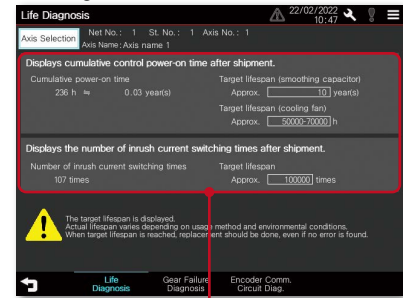 Life Diagnosis
22/02/2022
10:47
Axis Selection
Net No.: 1 St. No.: 1 Axis No.: 1
Axis Name: Axis name 1
Displays cumulative control power-on time after shipment.
Cumulative power-on time
Target lifespan (smoothing capacitor)
236 h ≒ 0.03 year(s)
Approx. 10 year(s)
Target lifespan (cooling fan)
Approx. 50000-70000 h
Displays the number of inrush current switching times after shipment.
Number of inrush current switching times
Target lifespan
107 times
Approx. 100000 times
The target lifespan is displayed.
Actual lifespan varies depending on usage method and environmental conditions.
When target lifespan is reached, replacement should be done, even if no error is found.
Life Diagnosis
Gear Failure Diagnosis
Encoder Comm. Circuit Diag.